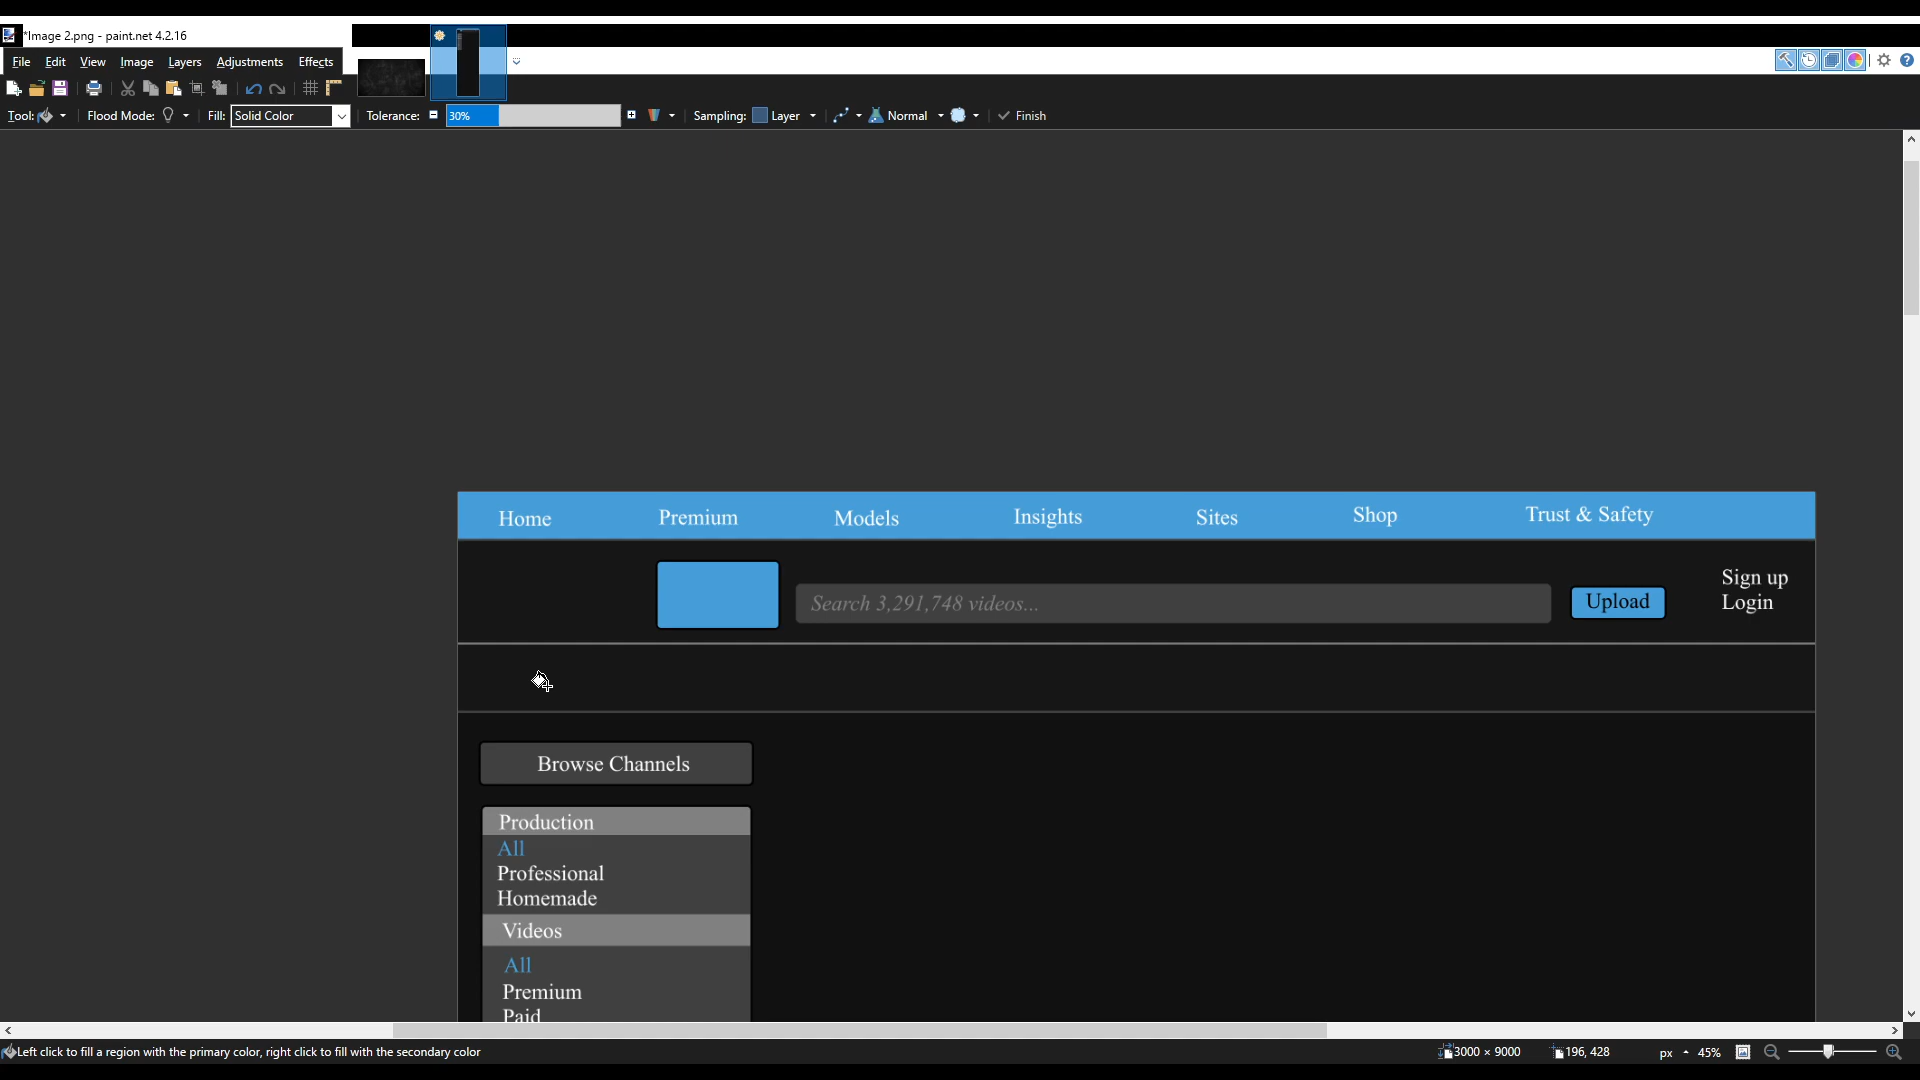 *Image 2.png - paint.net 4.2.16
File Edit View Image Layers Adjustments Effects
Tool: Flood Mode: Fill: Solid Color Tolerance: 30% Sampling: Layer Normal Finish
Home Premium Models Insights Sites Shop Trust & Safety
Search 3,291,748 videos...
Upload
Sign up
Login
Browse Channels
Production
All
Professional
Homemade
Videos
All
Premium
Paid
Left click to fill a region with the primary color, right click to fill with the secondary color
3000 × 9000 196, 428 px 45%